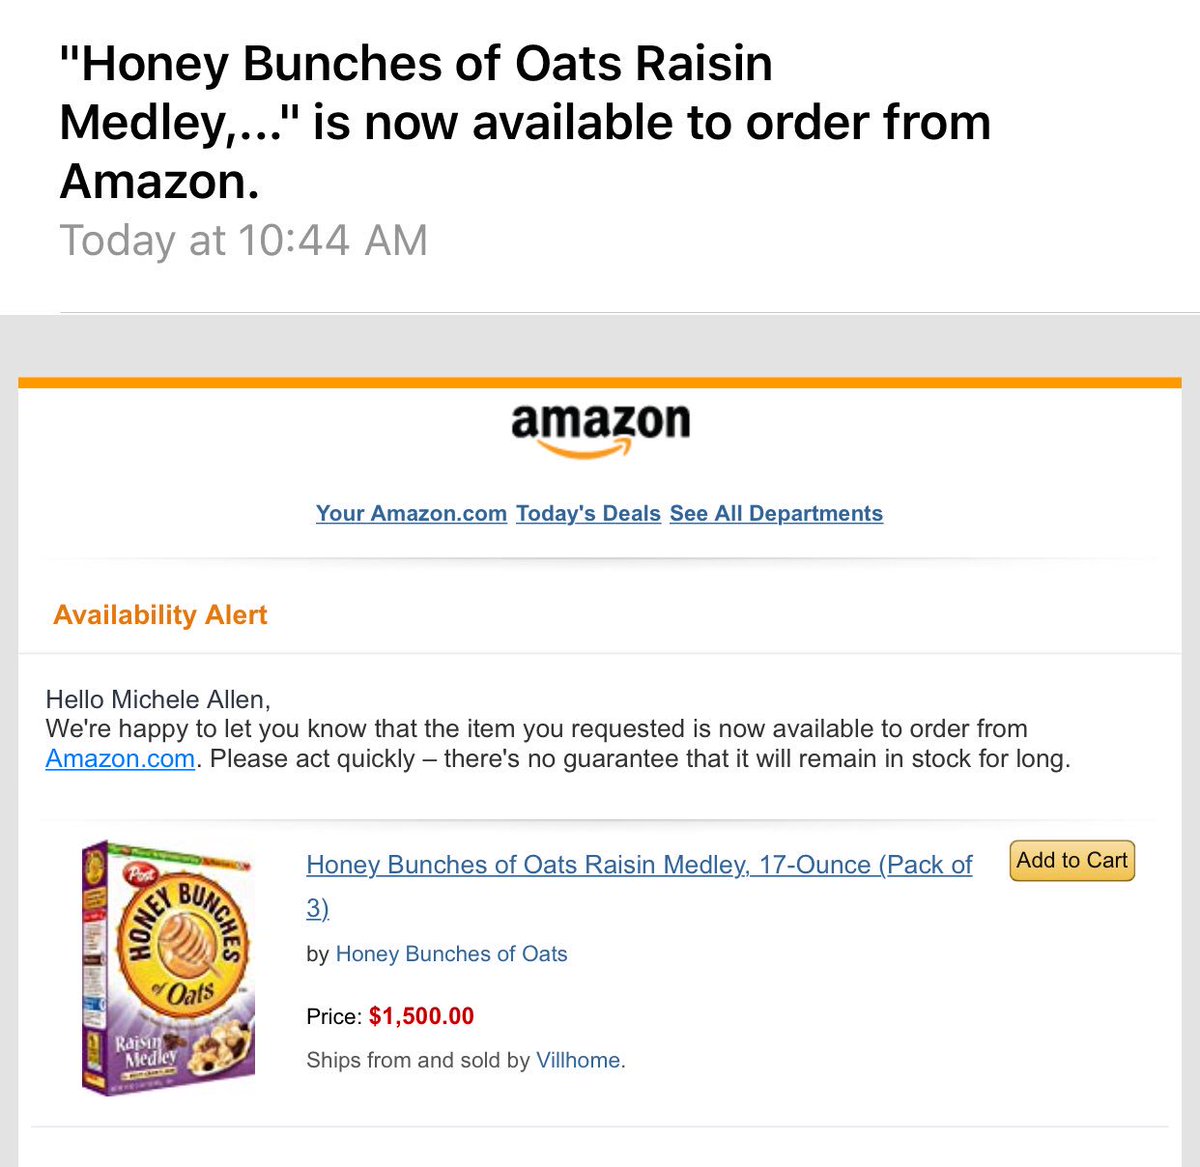 "Honey Bunches of Oats Raisin
Medley,..." is now available to order from
Amazon.
Today at 10:44 AM
amazon
Your Amazon.com Today's Deals See All Departments
Availability Alert
Hello Michele Allen,
We're happy to let you know that the item you requested is now available to order from
Amazon.com. Please act quickly – there's no guarantee that it will remain in stock for long.
Honey Bunches of Oats Raisin Medley, 17-Ounce (Pack of
3)
Add to Cart
by Honey Bunches of Oats
Price: $1,500.00
Ships from and sold by Villhome.
Post
HONEY BUNCHES
of Oats
Raisin
Medley